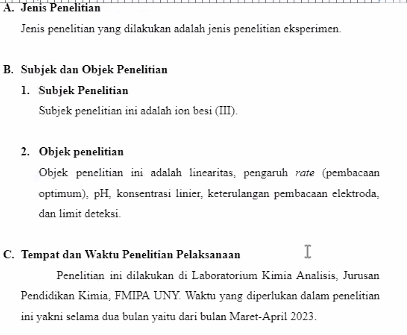 A. Jenis Penelitian
Jenis penelitian yang dilakukan adalah jenis penelitian eksperimen.
B. Subjek dan Objek Penelitian
1. Subjek Penelitian
Subjek penelitian ini adalah ion besi (III).
2. Objek penelitian
Objek penelitian ini adalah linearitas, pengaruh rate (pembacaan
optimum), pH, konsentrasi linier, keterulangan pembacaan elektroda,
dan limit deteksi.
C. Tempat dan Waktu Penelitian Pelaksanaan
Penelitian ini dilakukan di Laboratorium Kimia Analisis, Jurusan
Pendidikan Kimia, FMIPA UNY. Waktu yang diperlukan dalam penelitian
ini yakni selama dua bulan yaitu dari bulan Maret-April 2023.